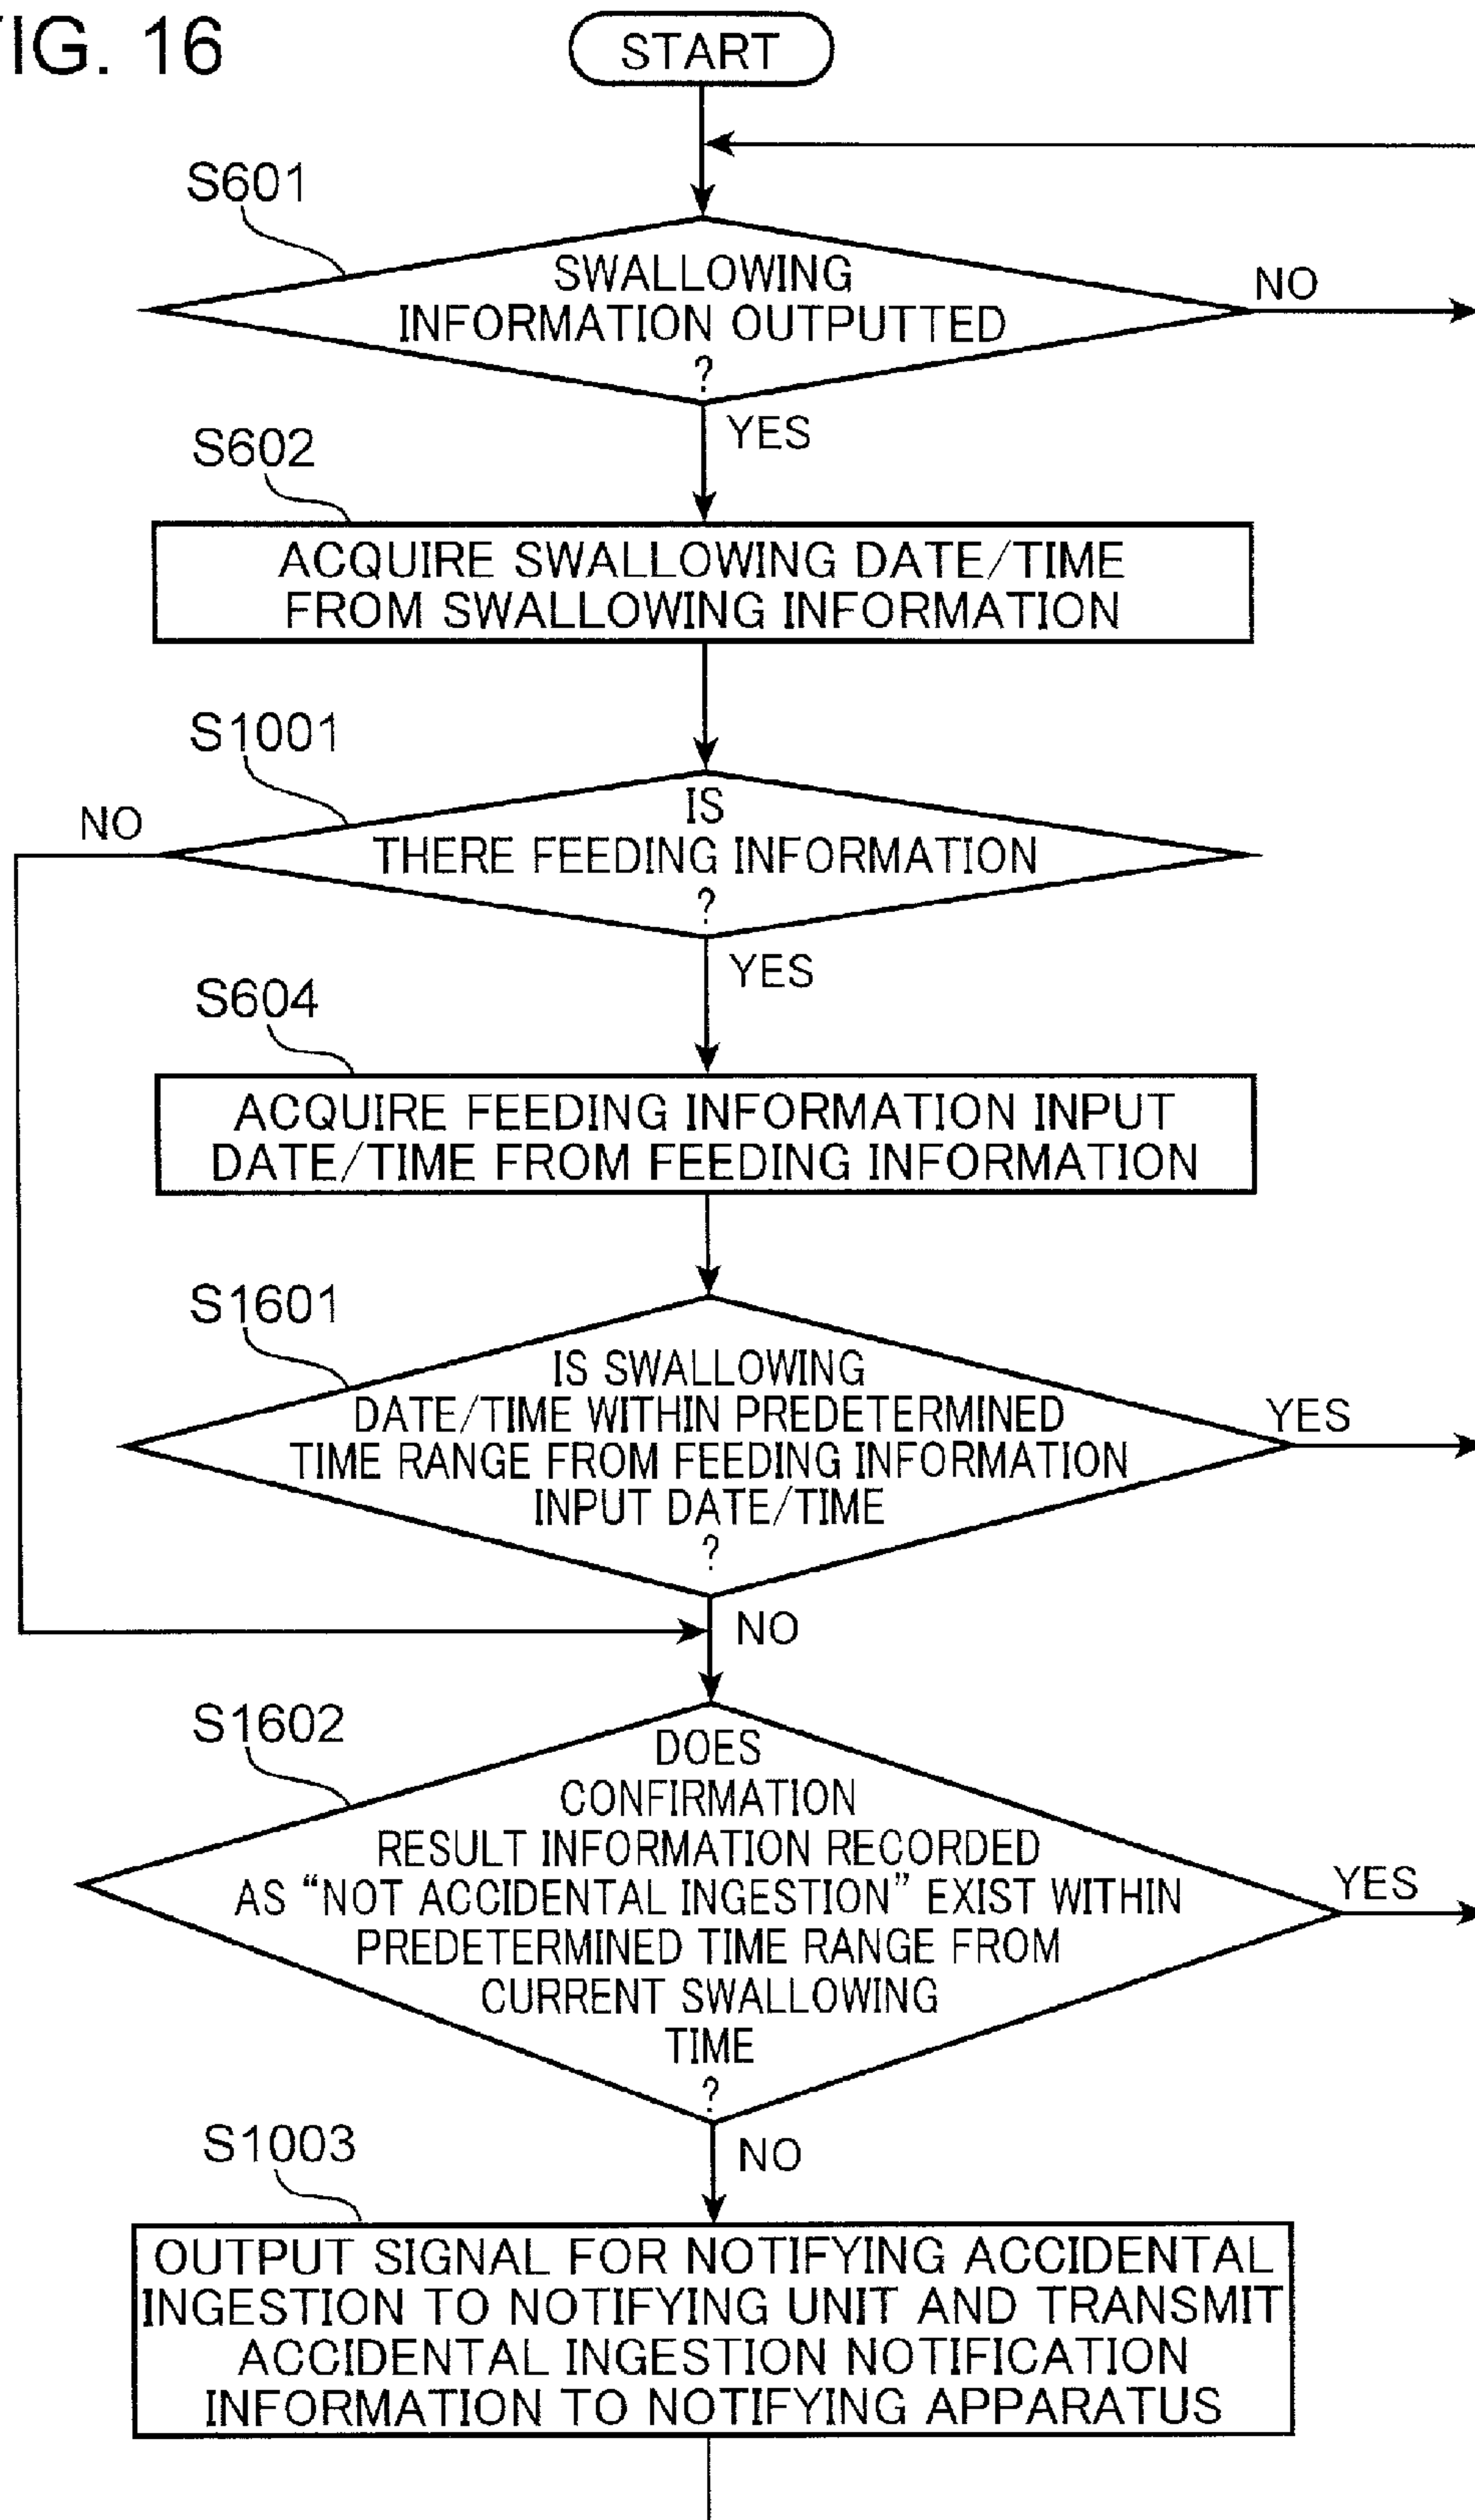 FIG. 16
START
S601
SWALLOWING
INFORMATION OUTPUTTED
?
NO
YES
S602
ACQUIRE SWALLOWING DATE/TIME
FROM SWALLOWING INFORMATION
S1001
NO
IS
THERE FEEDING INFORMATION
?
YES
S604
ACQUIRE FEEDING INFORMATION INPUT
DATE/TIME FROM FEEDING INFORMATION
S1601
IS SWALLOWING
DATE/TIME WITHIN PREDETERMINED
TIME RANGE FROM FEEDING INFORMATION
INPUT DATE/TIME
?
YES
NO
S1602
DOES
CONFIRMATION
RESULT INFORMATION RECORDED
AS “NOT ACCIDENTAL INGESTION” EXIST WITHIN
PREDETERMINED TIME RANGE FROM
CURRENT SWALLOWING
TIME
?
YES
NO
S1003
OUTPUT SIGNAL FOR NOTIFYING ACCIDENTAL
INGESTION TO NOTIFYING UNIT AND TRANSMIT
ACCIDENTAL INGESTION NOTIFICATION
INFORMATION TO NOTIFYING APPARATUS